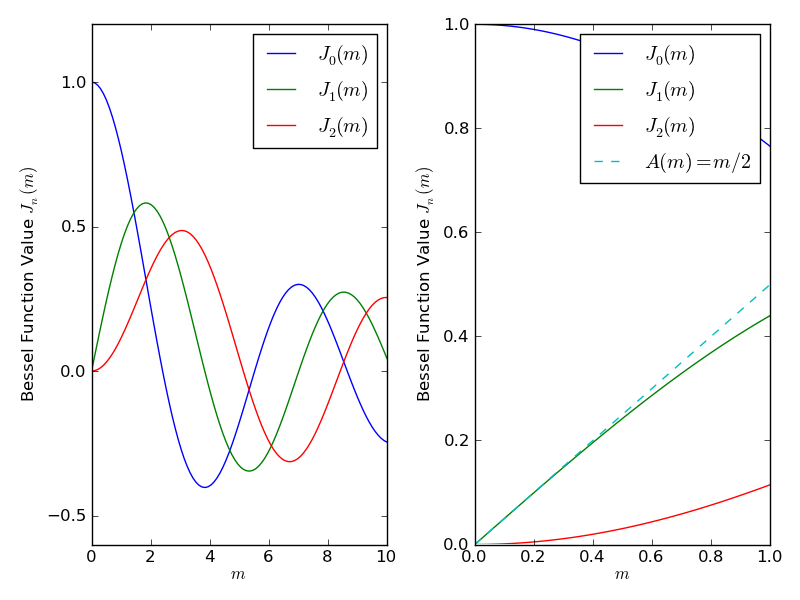 Bessel Function Value J_n(m)
1.0
0.5
0.0
−0.5
0 2 4 6 8 10
m
J_0(m)
J_1(m)
J_2(m)
Bessel Function Value J_n(m)
1.0
0.8
0.6
0.4
0.2
0.0
0.0 0.2 0.4 0.6 0.8 1.0
m
J_0(m)
J_1(m)
J_2(m)
A(m)=m/2